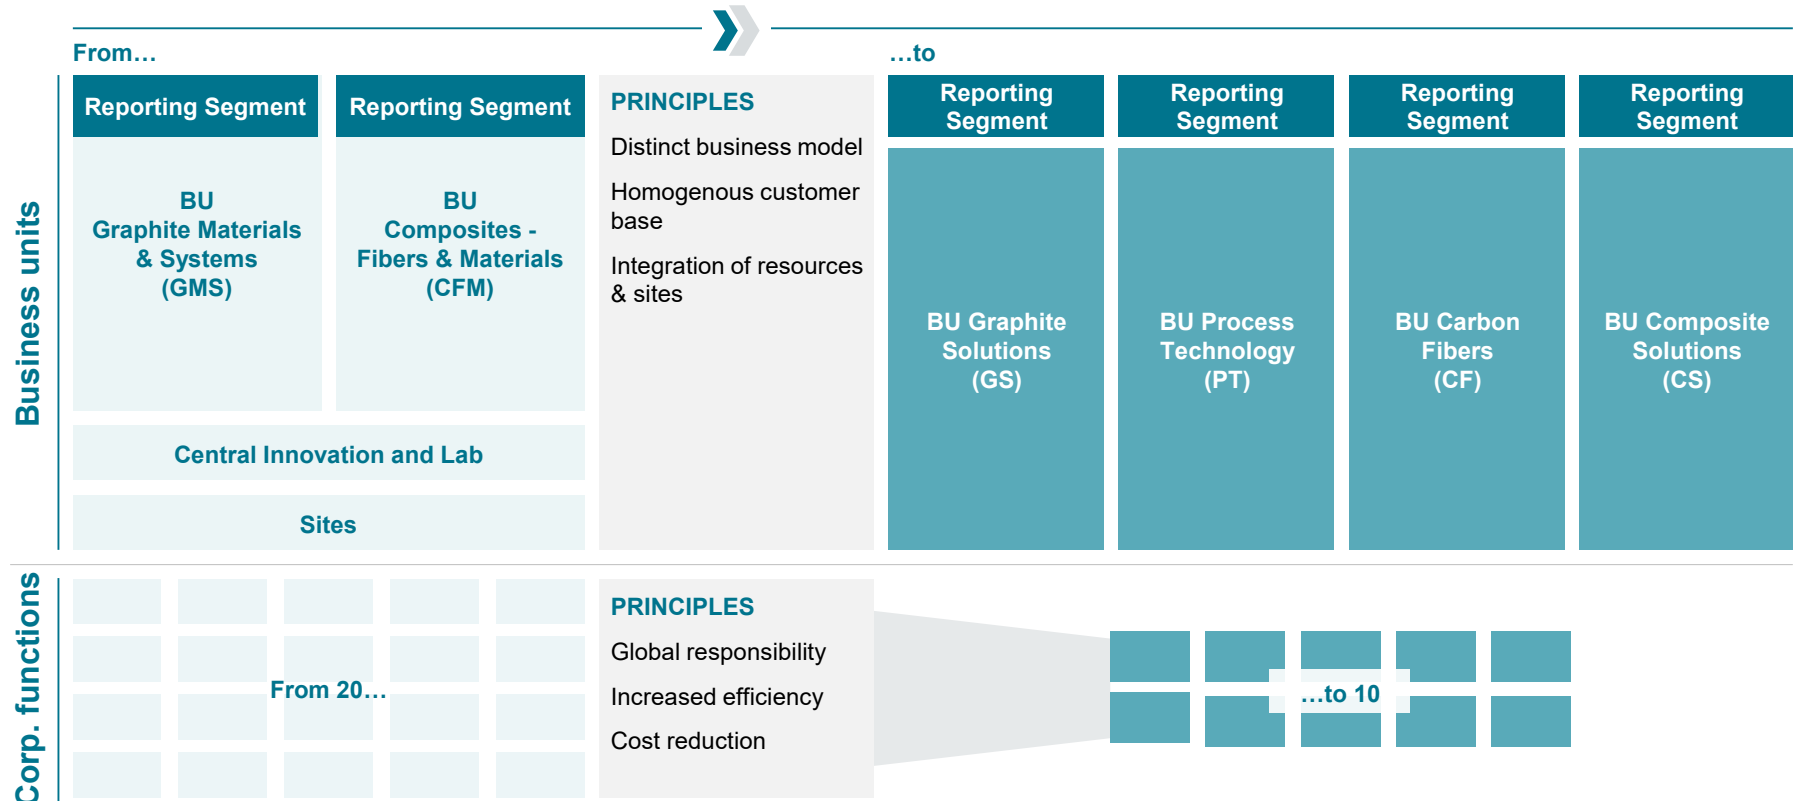 From…
…to
Business units
Reporting Segment
BU
Graphite Materials
& Systems
(GMS)
Reporting Segment
BU
Composites -
Fibers & Materials
(CFM)
Central Innovation and Lab
Sites
PRINCIPLES
Distinct business model
Homogenous customer
base
Integration of resources
& sites
Reporting
Segment
BU Graphite
Solutions
(GS)
Reporting
Segment
BU Process
Technology
(PT)
Reporting
Segment
BU Carbon
Fibers
(CF)
Reporting
Segment
BU Composite
Solutions
(CS)
Corp. functions
From 20…
PRINCIPLES
Global responsibility
Increased efficiency
Cost reduction
…to 10